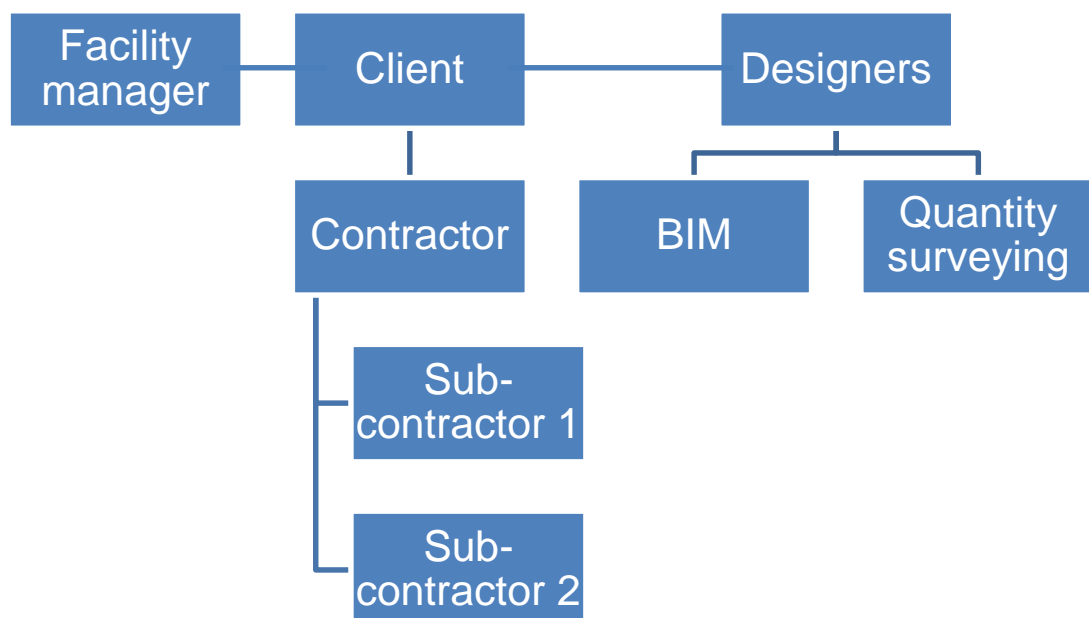 Facility
manager
Client
Designers
Contractor
BIM
Quantity
surveying
Sub-
contractor 1
Sub-
contractor 2